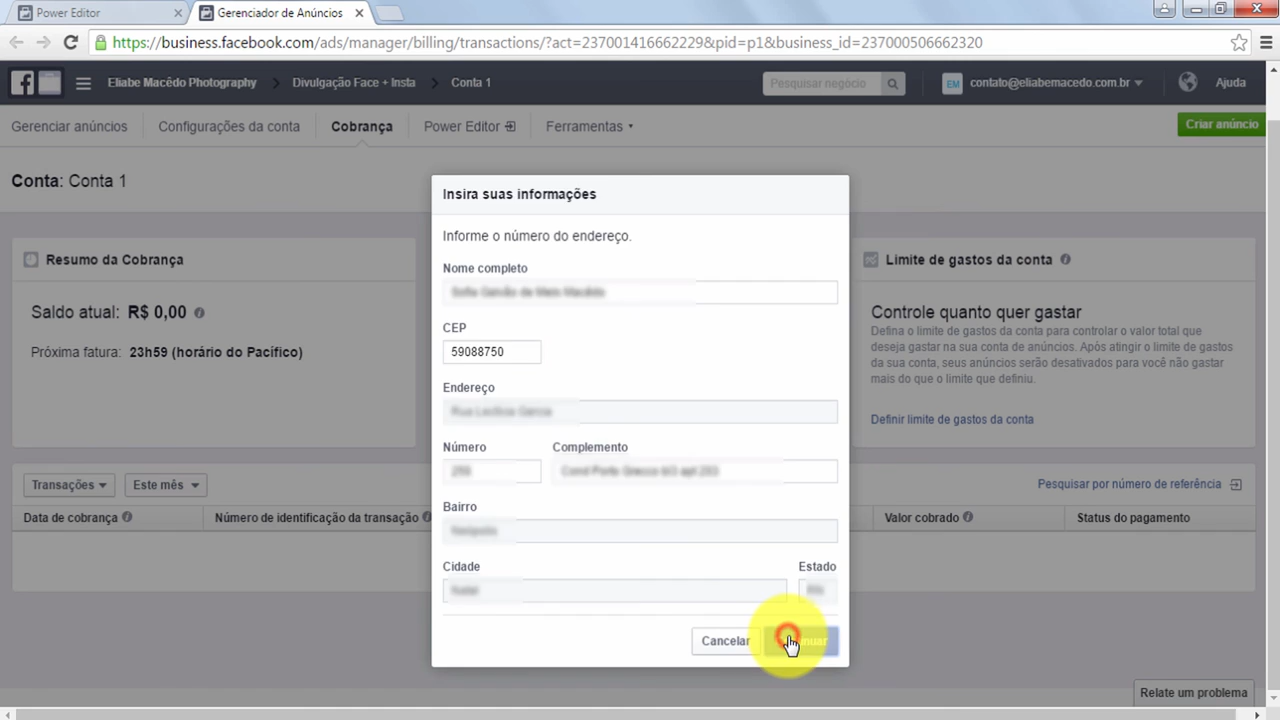 Power Editor
Gerenciador de Anúncios
https://business.facebook.com/ads/manager/billing/transactions/?act=237001416662229&pid=p1&business_id=237000506662320
Eliabe Macêdo Photography
Divulgação Face + Insta
Conta 1
Pesquisar negócio
EM
contato@eliabemacedo.com.br
Ajuda
Gerenciar anúncios
Configurações da conta
Cobrança
Power Editor
Ferramentas
Criar anúncio
Conta: Conta 1
Insira suas informações
Informe o número do endereço.
Nome completo
CEP
59088750
Endereço
Número
Complemento
Bairro
Cidade
Estado
Cancelar
Resumo da Cobrança
Saldo atual: R$ 0,00
Próxima fatura: 23h59 (horário do Pacífico)
Limite de gastos da conta
Controle quanto quer gastar
Defina o limite de gastos da conta para controlar o valor total que
deseja gastar na sua conta de anúncios. Após atingir o limite de gastos
da sua conta, seus anúncios serão desativados para você não gastar
mais do que o limite que definiu.
Definir limite de gastos da conta
Transações
Este mês
Pesquisar por número de referência
Data de cobrança
Número de identificação da transação
Valor cobrado
Status do pagamento
Relate um problema